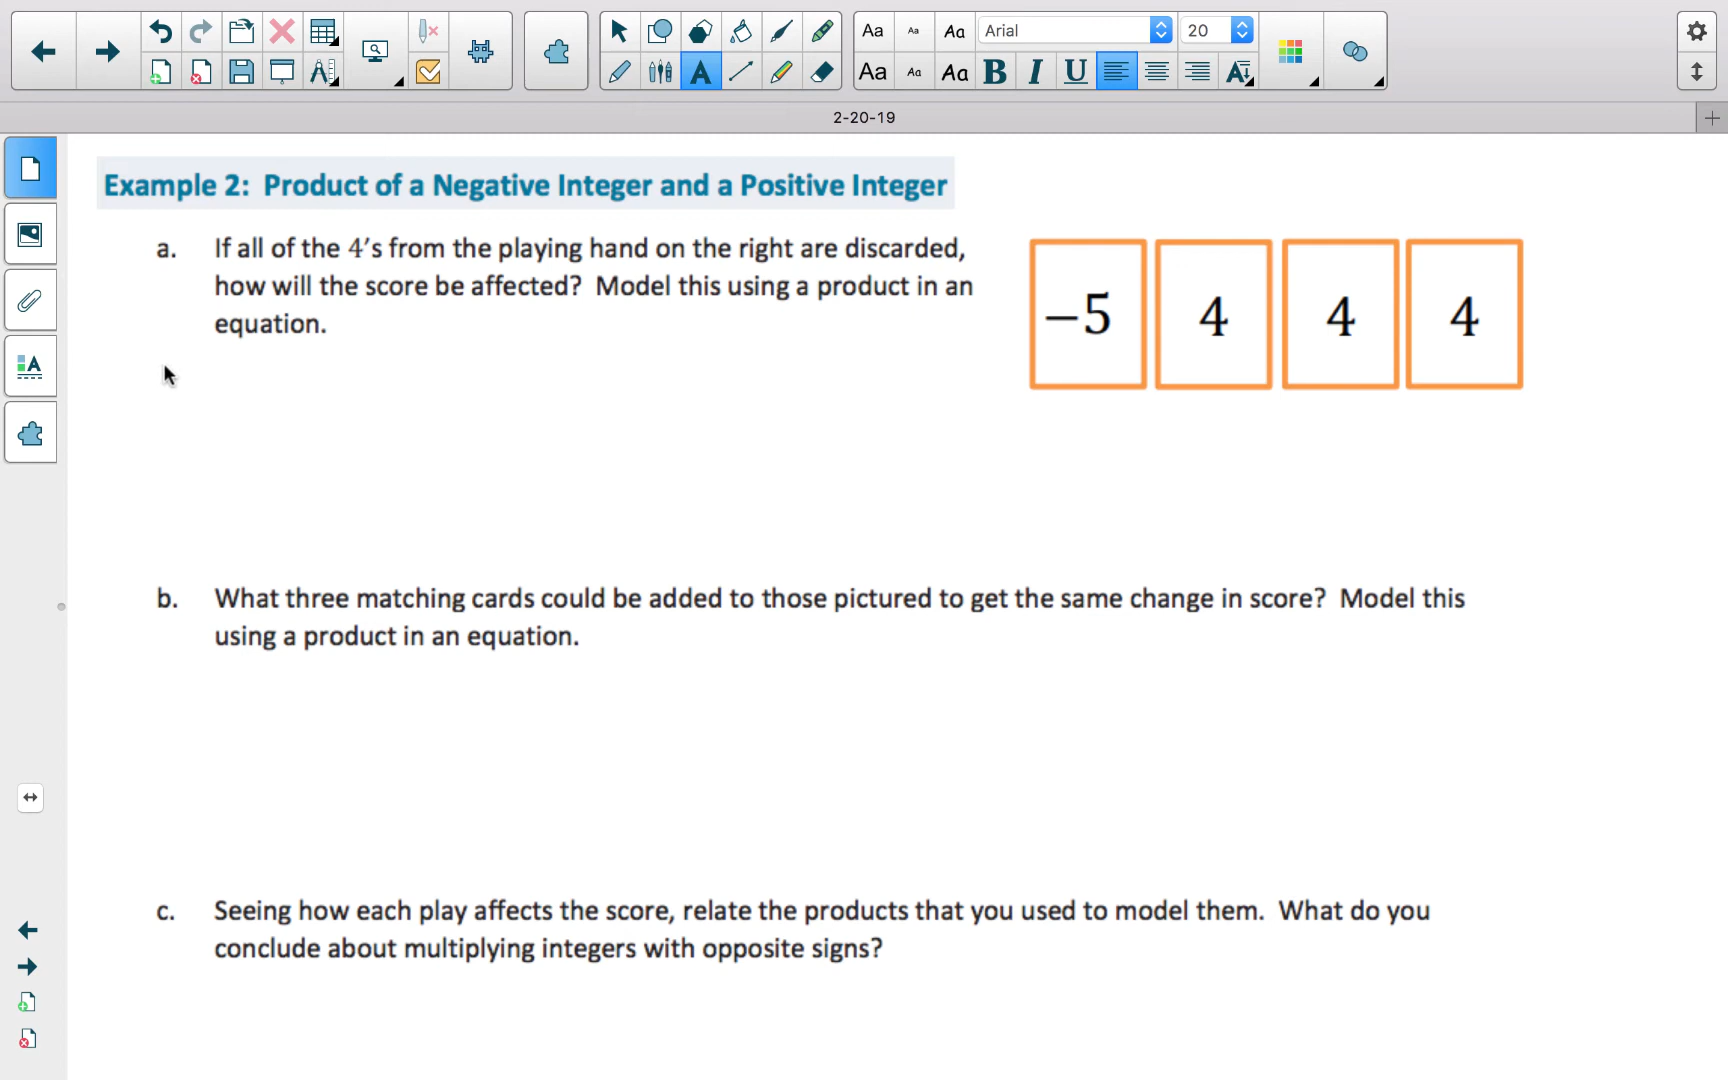 Aa Aa Aa Arial 20
Aa Aa Aa B I U A
A
2-20-19
A
Example 2: Product of a Negative Integer and a Positive Integer
a. If all of the 4's from the playing hand on the right are discarded,
how will the score be affected? Model this using a product in an
equation.
−5 4 4 4
b. What three matching cards could be added to those pictured to get the same change in score? Model this
using a product in an equation.
c. Seeing how each play affects the score, relate the products that you used to model them. What do you
conclude about multiplying integers with opposite signs?